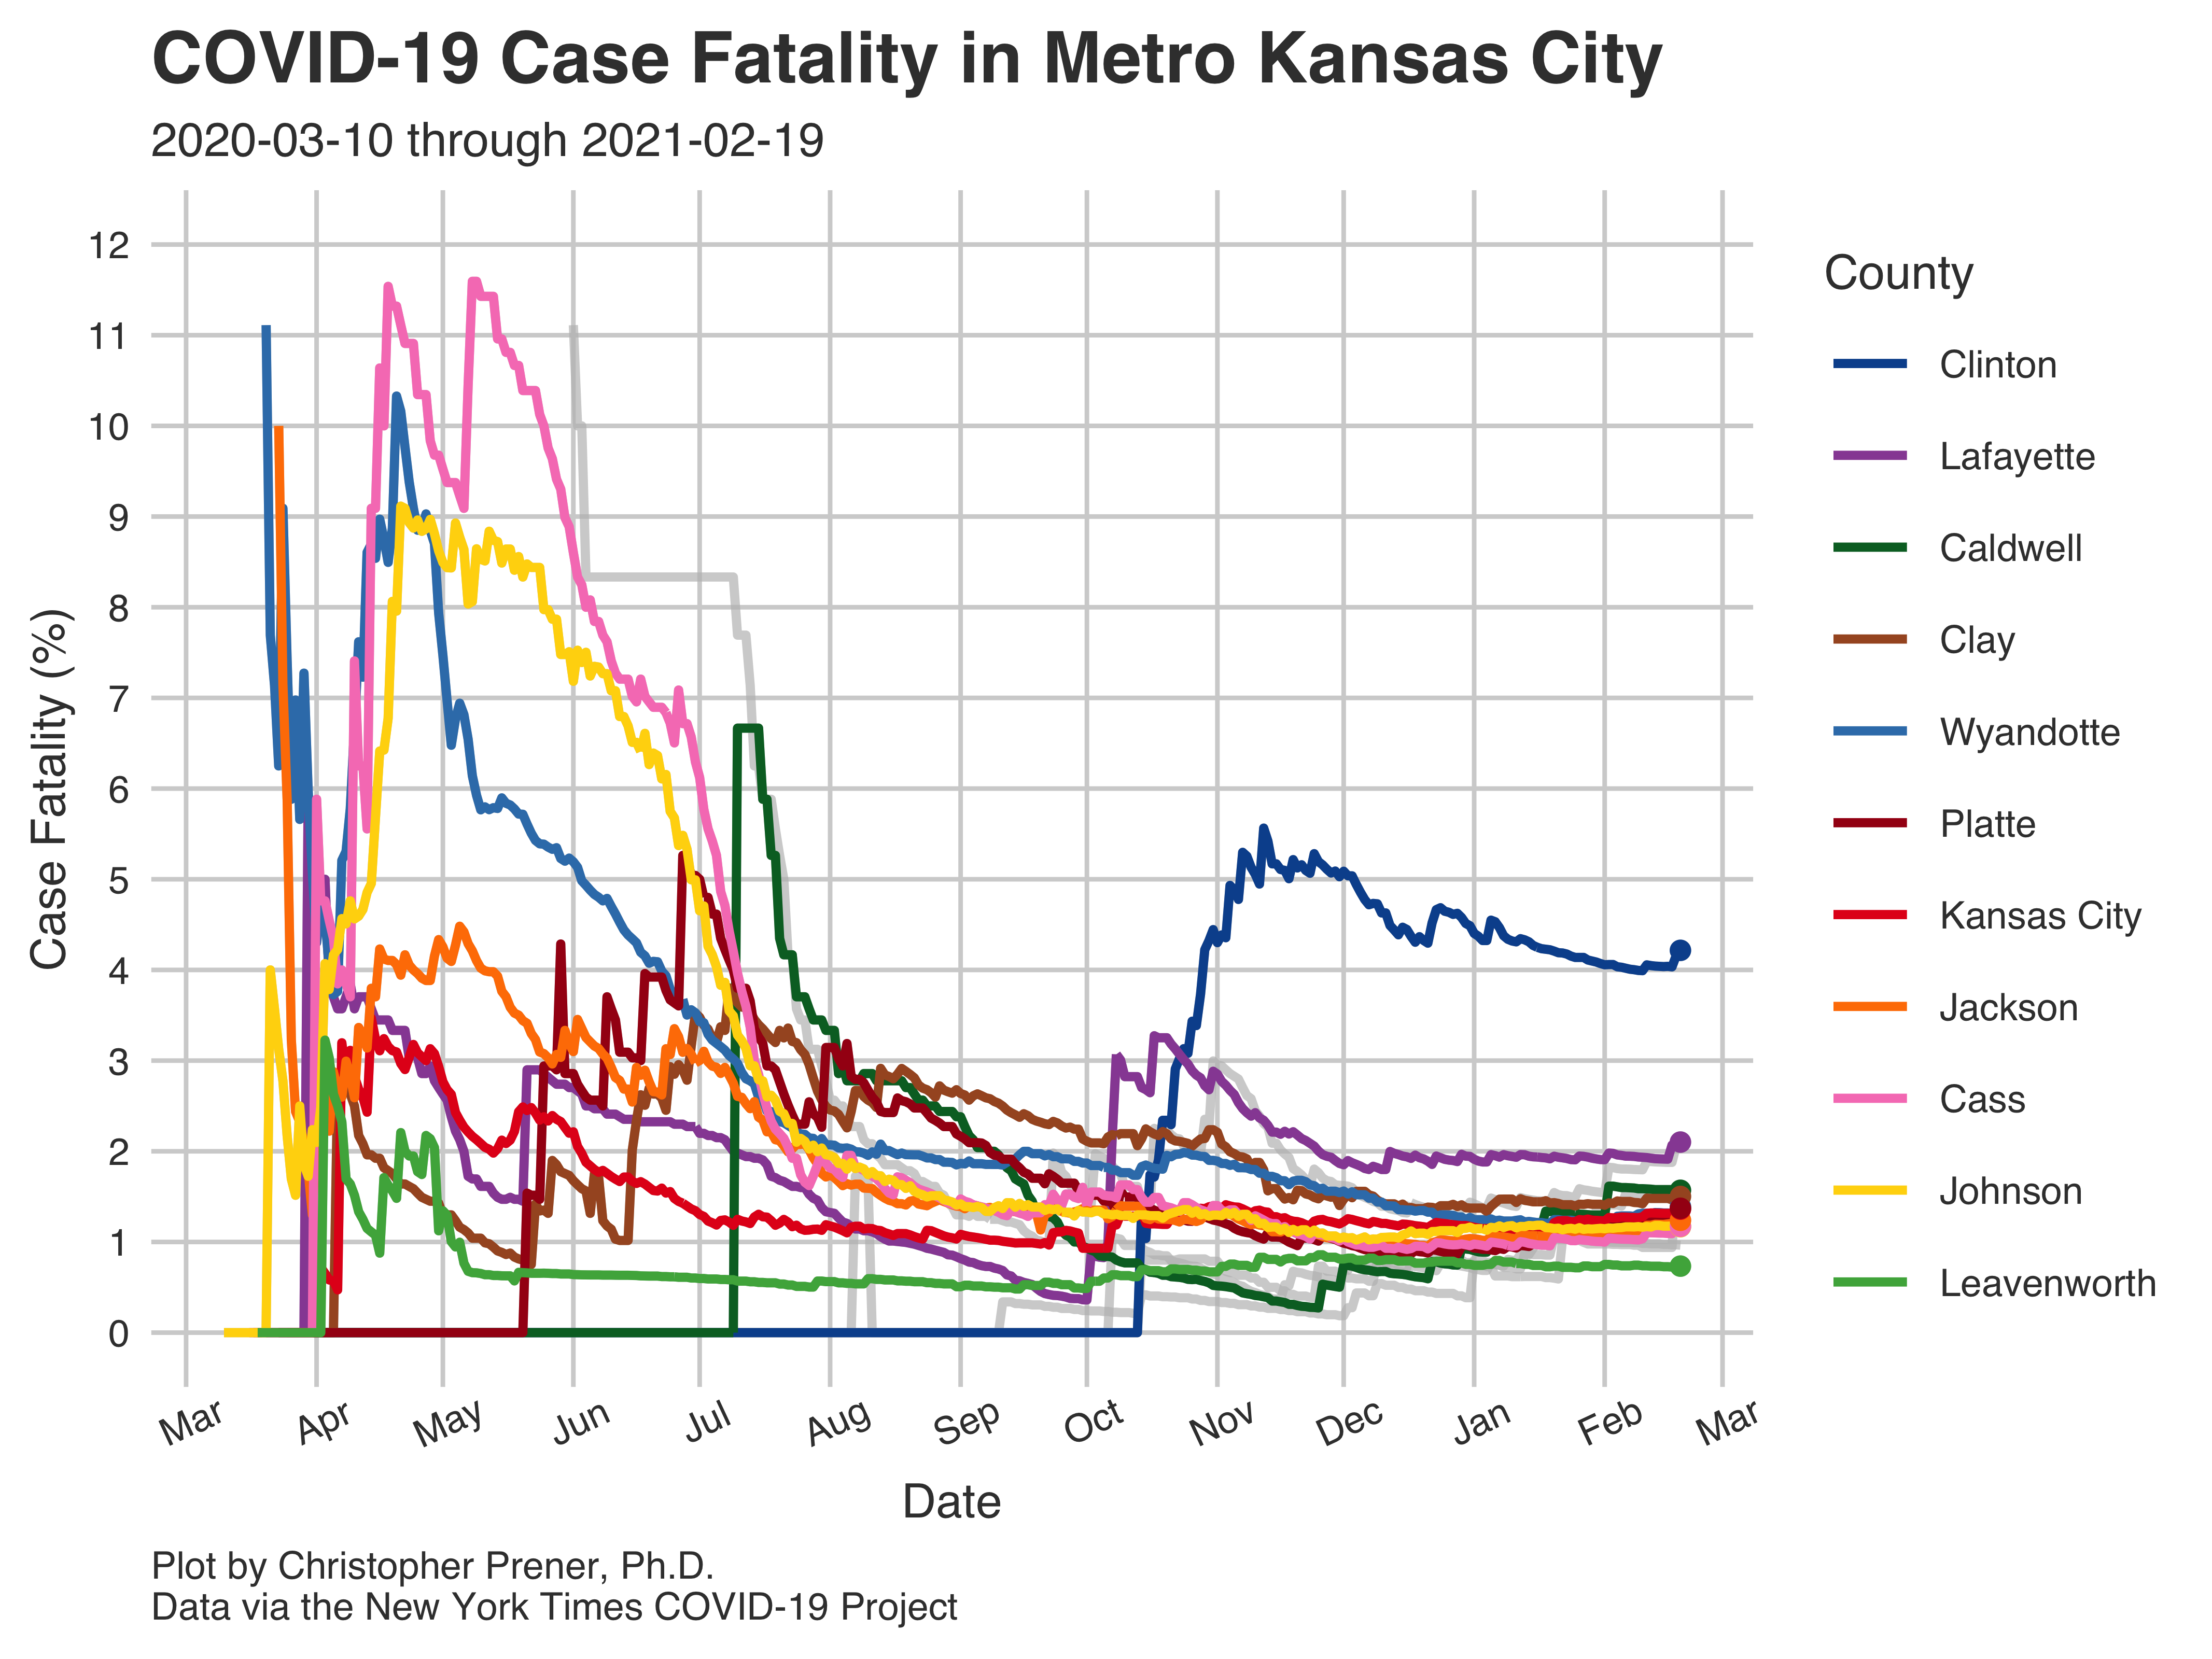 COVID-19 Case Fatality in Metro Kansas City
2020-03-10 through 2021-02-19
Case Fatality (%)
12
11
10
9
8
7
6
5
4
3
2
1
0
Mar Apr May Jun Jul Aug Sep Oct Nov Dec Jan Feb Mar
Date
County
Clinton
Lafayette
Caldwell
Clay
Wyandotte
Platte
Kansas City
Jackson
Cass
Johnson
Leavenworth
Plot by Christopher Prener, Ph.D.
Data via the New York Times COVID-19 Project